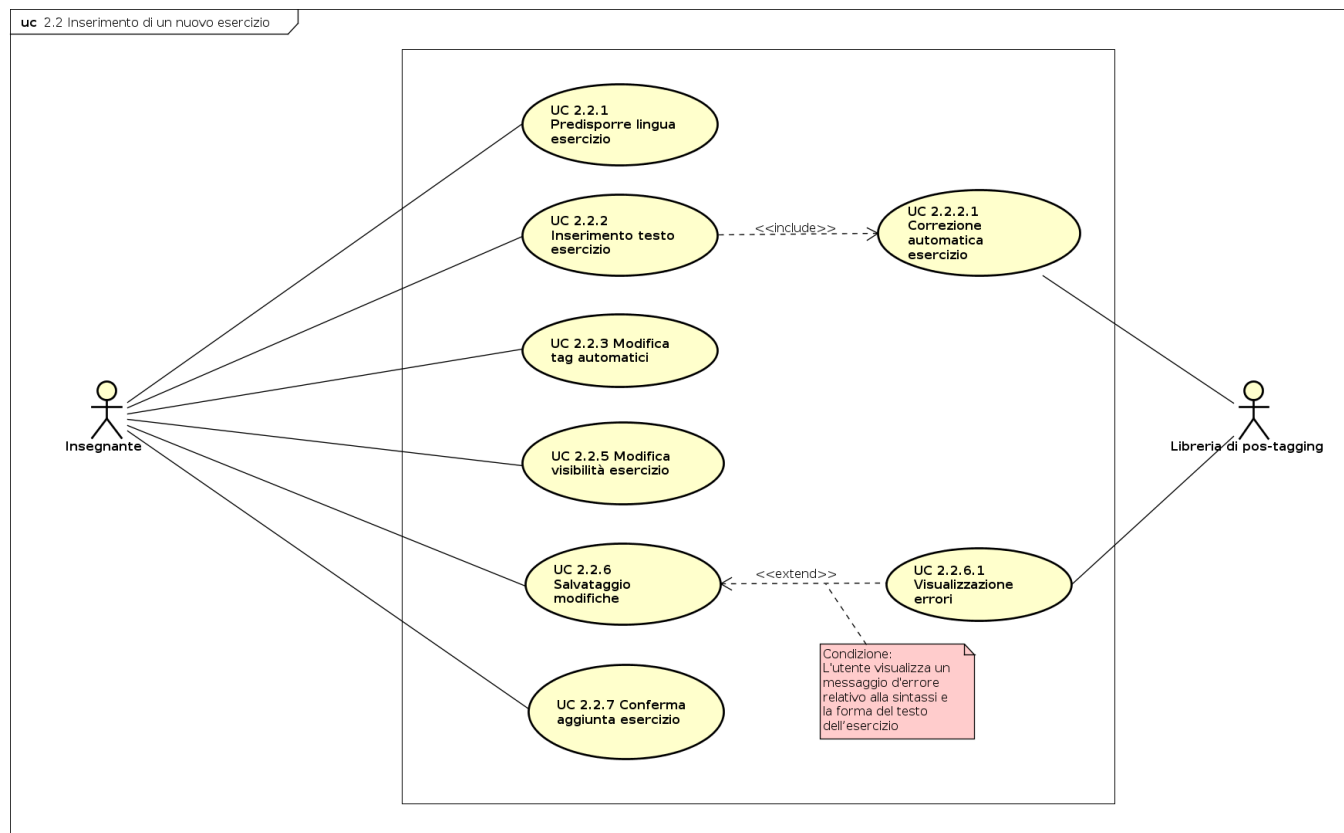 uc 2.2 Inserimento di un nuovo esercizio
UC 2.2.1
Predisporre lingua
esercizio
UC 2.2.2
Inserimento testo
esercizio
<<include>>
UC 2.2.2.1
Correzione
automatica
esercizio
UC 2.2.3 Modifica
tag automatici
Insegnante
Libreria di pos-tagging
UC 2.2.5 Modifica
visibilità esercizio
UC 2.2.6
Salvataggio
modifiche
<<extend>>
UC 2.2.6.1
Visualizzazione
errori
Condizione:
L'utente visualizza un
messaggio d'errore
relativo alla sintassi e
la forma del testo
dell'esercizio
UC 2.2.7 Conferma
aggiunta esercizio